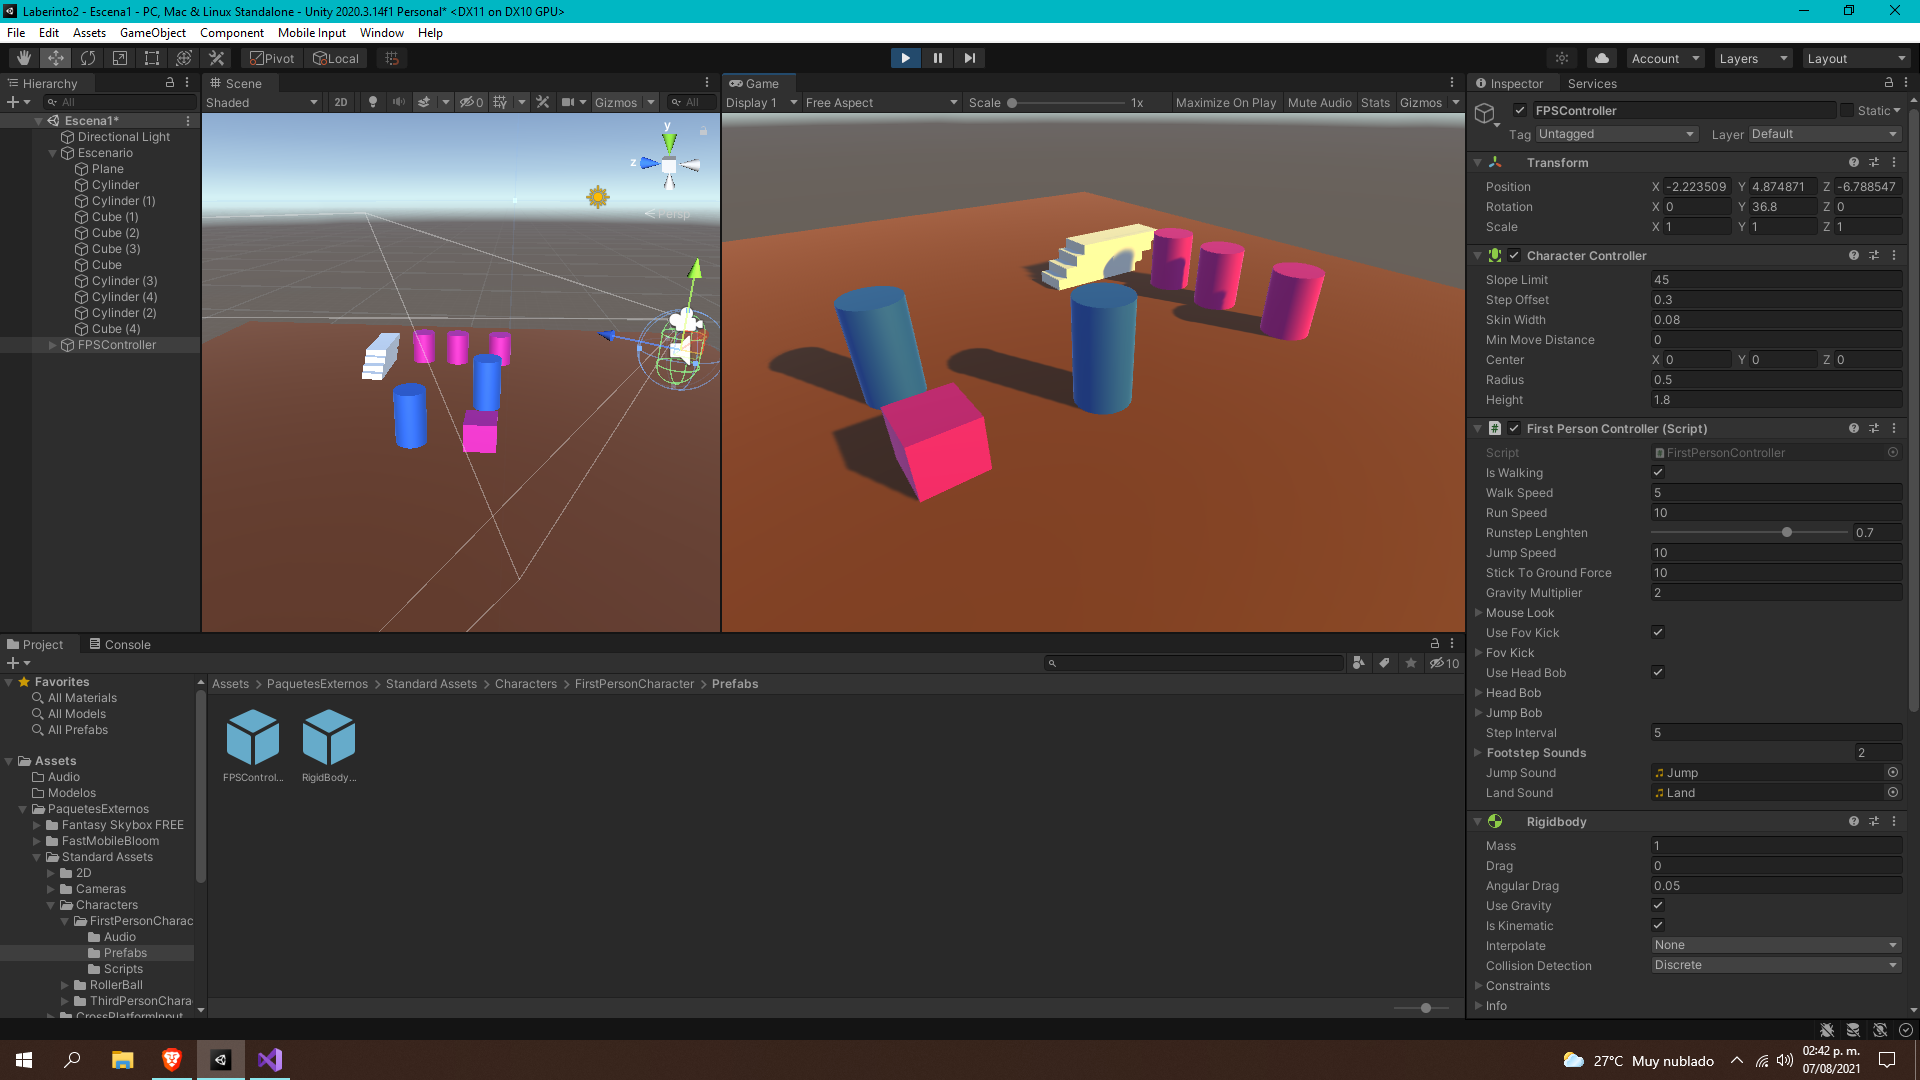 Laberinto2 - Escena1 - PC, Mac & Linux Standalone - Unity 2020.3.14f1 Personal* <DX11 on DX10 GPU>
File Edit Assets GameObject Component Mobile Input Window Help
Pivot Local Account Layers Layout
Hierarchy
All
Escena1*
Directional Light
Escenario
Plane
Cylinder
Cylinder (1)
Cube (1)
Cube (2)
Cube (3)
Cube
Cylinder (3)
Cylinder (4)
Cylinder (2)
Cube (4)
FPSController
Scene
Shaded 2D 0 Gizmos All
y
z
Persp
Game
Display 1 Free Aspect Scale 1x Maximize On Play Mute Audio Stats Gizmos
Inspector Services
FPSController Static
Tag Untagged Layer Default
Transform
Position X -2.223509 Y 4.874871 Z -6.788547
Rotation X 0 Y 36.8 Z 0
Scale X 1 Y 1 Z 1
Character Controller
Slope Limit 45
Step Offset 0.3
Skin Width 0.08
Min Move Distance 0
Center X 0 Y 0 Z 0
Radius 0.5
Height 1.8
First Person Controller (Script)
Script FirstPersonController
Is Walking
Walk Speed 5
Run Speed 10
Runstep Lenghten 0.7
Jump Speed 10
Stick To Ground Force 10
Gravity Multiplier 2
Mouse Look
Use Fov Kick
Fov Kick
Use Head Bob
Head Bob
Jump Bob
Step Interval 5
Footstep Sounds 2
Jump Sound Jump
Land Sound Land
Rigidbody
Mass 1
Drag 0
Angular Drag 0.05
Use Gravity
Is Kinematic
Interpolate None
Collision Detection Discrete
Constraints
Info
Project Console
10
Favorites
All Materials
All Models
All Prefabs
Assets
Audio
Modelos
PaquetesExternos
Fantasy Skybox FREE
FastMobileBloom
Standard Assets
2D
Cameras
Characters
FirstPersonCharac
Audio
Prefabs
Scripts
RollerBall
ThirdPersonChara
CrossPlatformInput
Assets > PaquetesExternos > Standard Assets > Characters > FirstPersonCharacter > Prefabs
FPSControl... RigidBody...
27°C Muy nublado
02:42 p. m.
07/08/2021